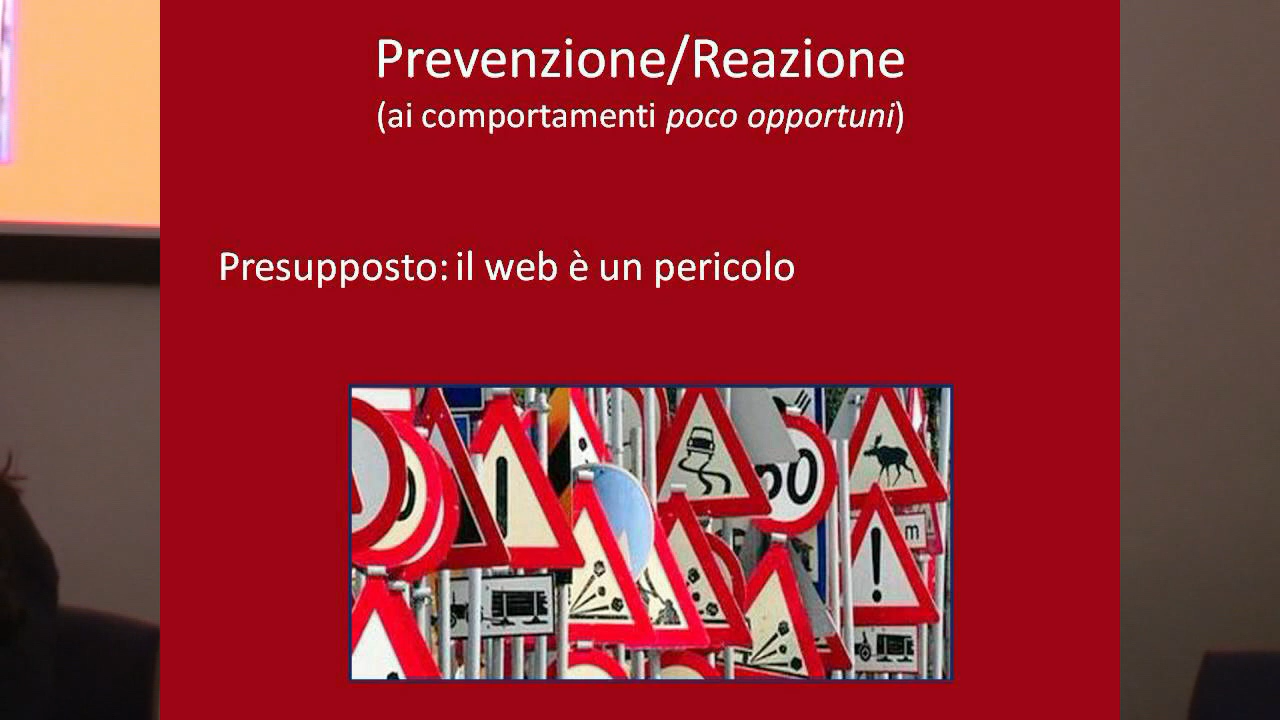 Prevenzione/Reazione
(ai comportamenti poco opportuni)
Presupposto: il web è un pericolo
m